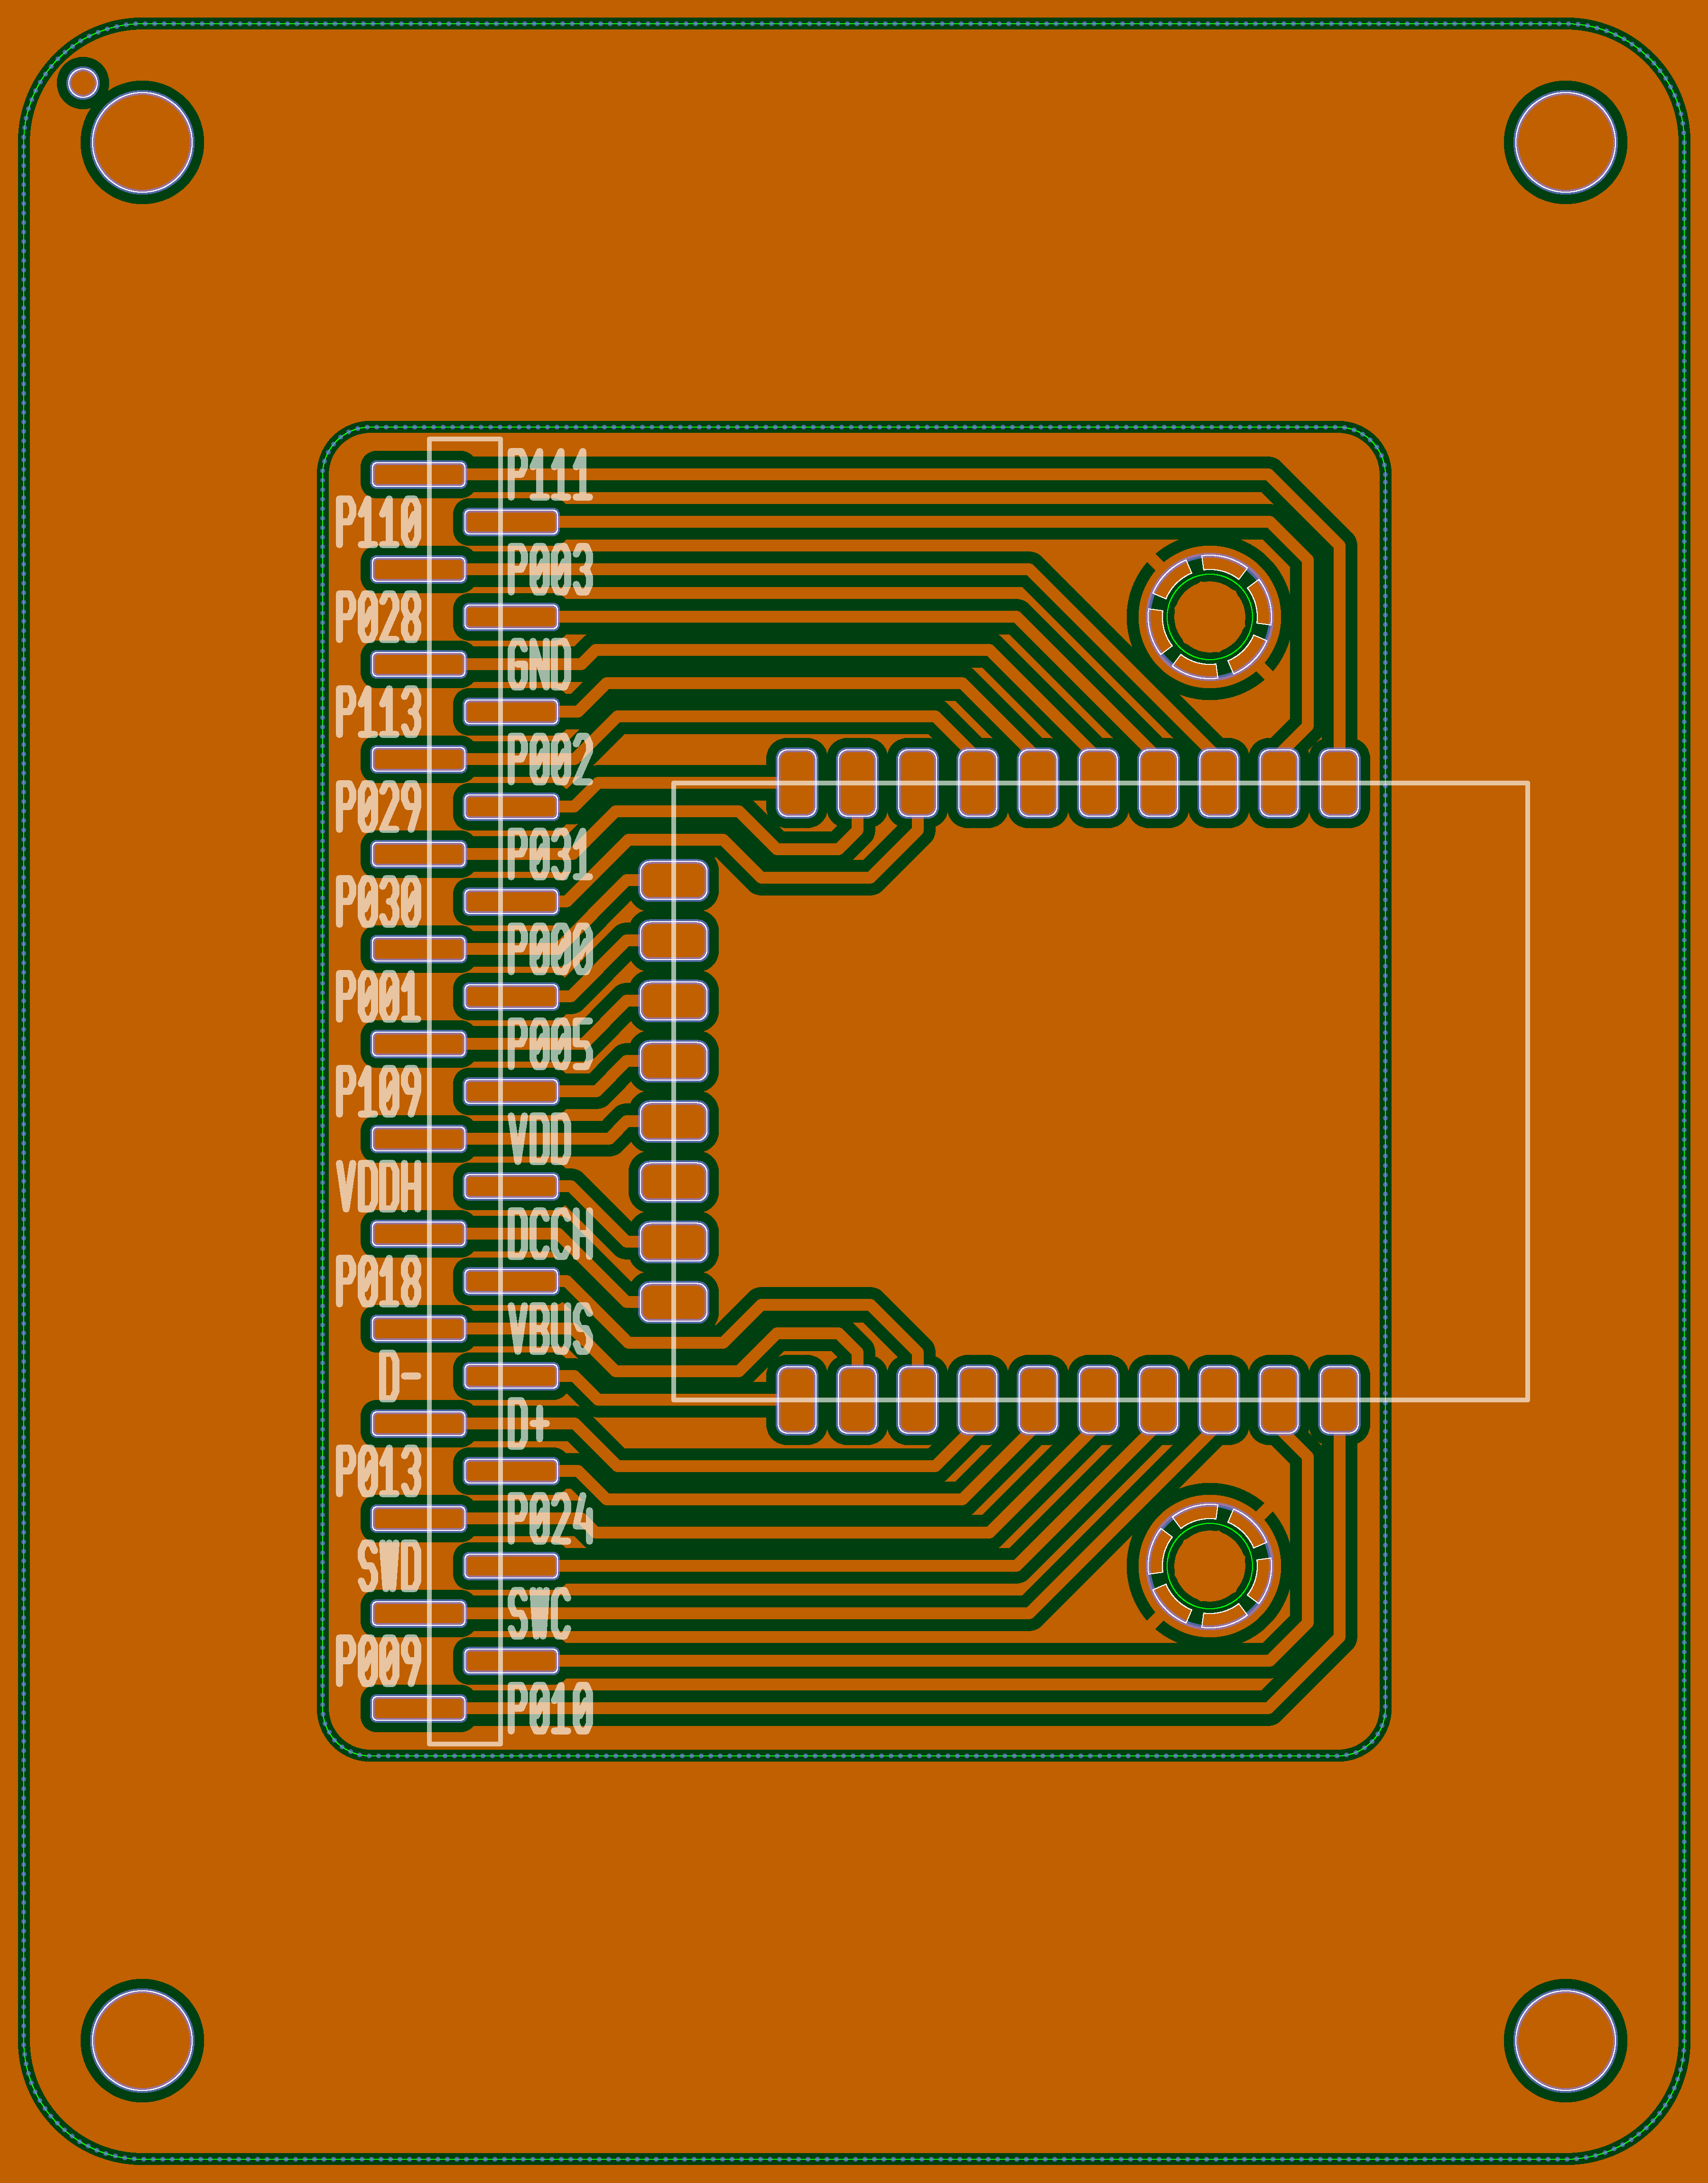 P111
P110
P003
P028
GND
P113
P002
P029
P031
P030
P000
P001
P005
P109
VDD
VDDH
DCCH
P018
VBUS
D-
D+
P013
P024
SWD
SWC
P009
P010